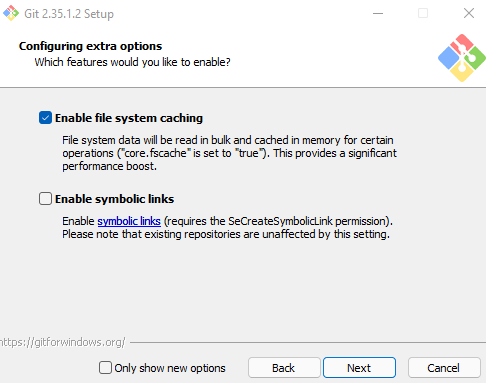 Git 2.35.1.2 Setup
Configuring extra options
Which features would you like to enable?
Enable file system caching
File system data will be read in bulk and cached in memory for certain
operations ("core.fscache" is set to "true"). This provides a significant
performance boost.
Enable symbolic links
Enable symbolic links (requires the SeCreateSymbolicLink permission).
Please note that existing repositories are unaffected by this setting.
https://gitforwindows.org/
Only show new options
Back
Next
Cancel